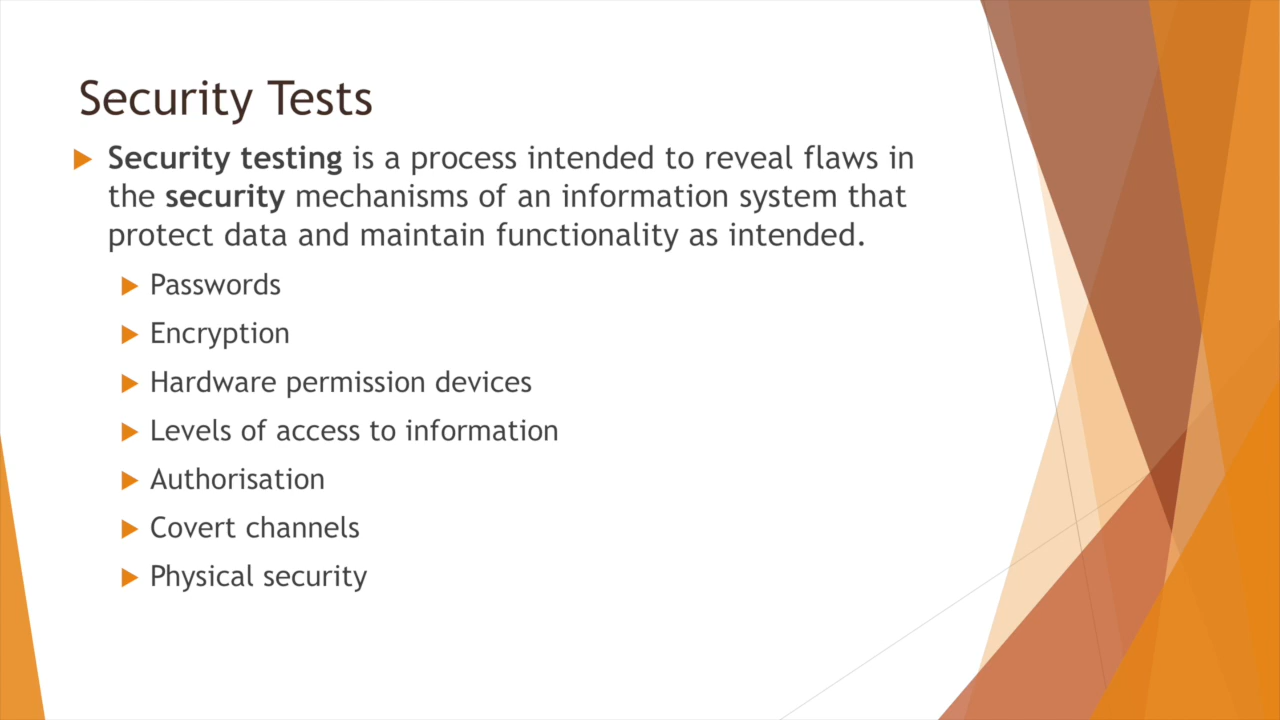 Security Tests
Security testing is a process intended to reveal flaws in
the security mechanisms of an information system that
protect data and maintain functionality as intended.
Passwords
Encryption
Hardware permission devices
Levels of access to information
Authorisation
Covert channels
Physical security